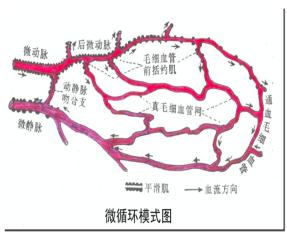 微动脉
后微动脉
毛细血管
前括约肌
动静脉
吻合支
真毛细血管网
通血毛细血管
微静脉
平滑肌
血流方向
微循环模式图